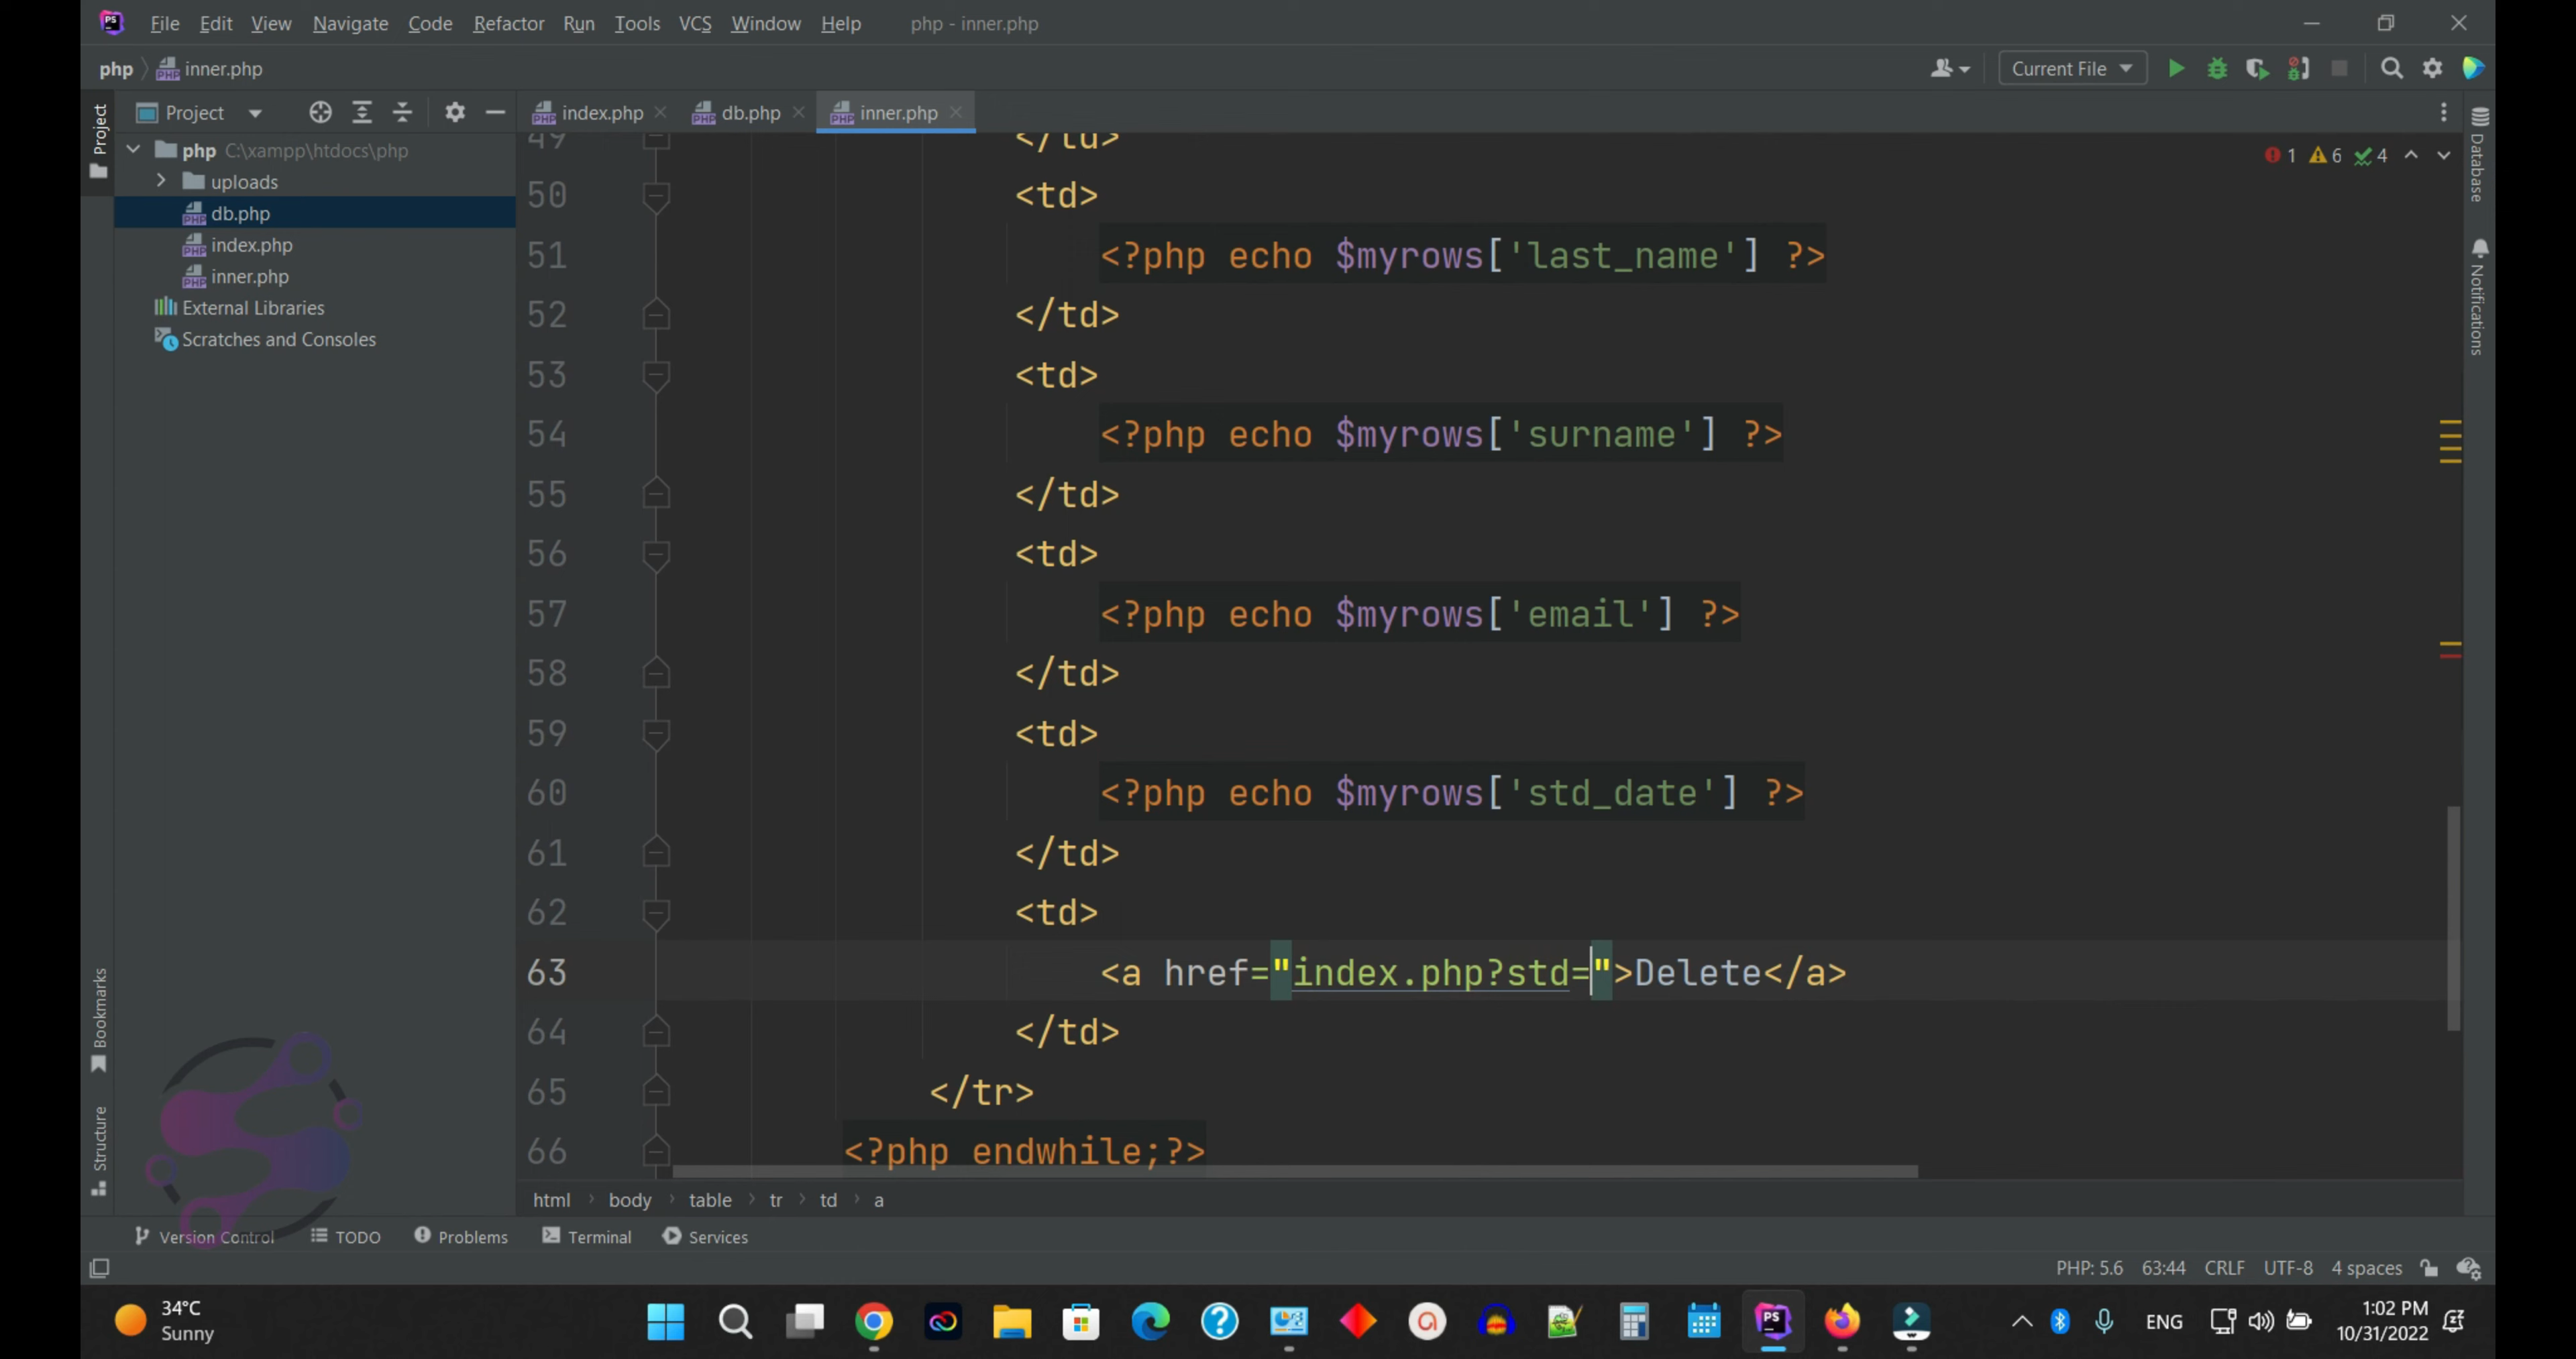 File Edit View Navigate Code Refactor Run Tools VCS Window Help php - inner.php
php inner.php Current File
Project index.php db.php inner.php
Project
php C:\xampp\htdocs\php
uploads
db.php
index.php
inner.php
External Libraries
Scratches and Consoles
1 6 4
49 </td>
50 <td>
51 <?php echo $myrows['last_name'] ?>
52 </td>
53 <td>
54 <?php echo $myrows['surname'] ?>
55 </td>
56 <td>
57 <?php echo $myrows['email'] ?>
58 </td>
59 <td>
60 <?php echo $myrows['std_date'] ?>
61 </td>
62 <td>
63 <a href="index.php?std=">Delete</a>
64 </td>
65 </tr>
66 <?php endwhile;?>
Database
Notifications
Bookmarks
Structure
html body table tr td a
Version Control TODO Problems Terminal Services
PHP: 5.6 63:44 CRLF UTF-8 4 spaces
34°C
Sunny
ENG
1:02 PM
10/31/2022